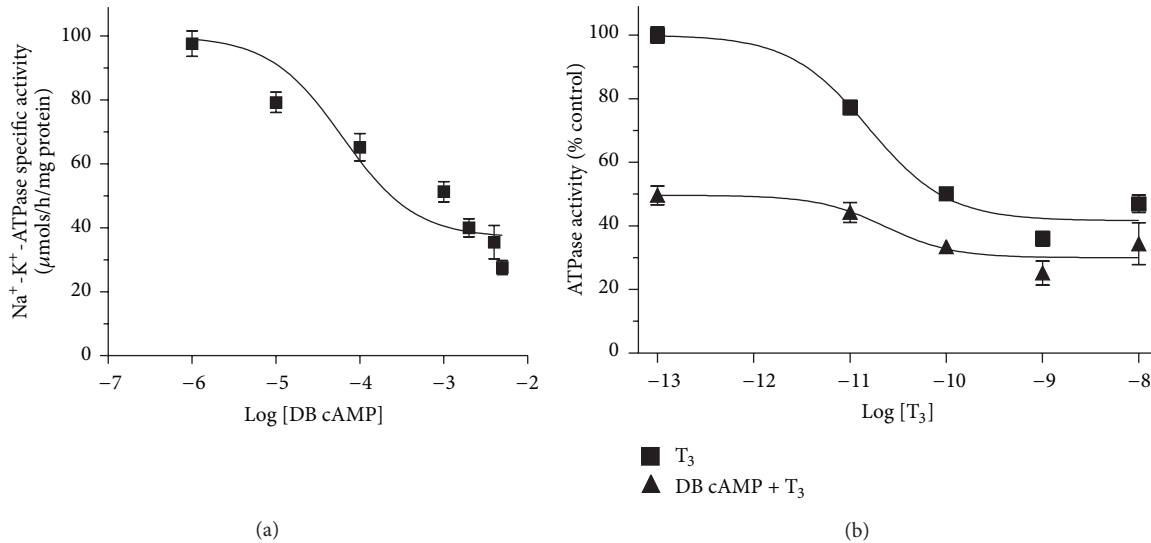 Na⁺-K⁺-ATPase specific activity
(μmols/h/mg protein)
100
80
60
40
20
0
−7
−6
−5
−4
−3
−2
Log [DB cAMP]
(a)
ATPase activity (% control)
100
80
60
40
20
0
−13
−12
−11
−10
−9
−8
Log [T₃]
T₃
DB cAMP + T₃
(b)